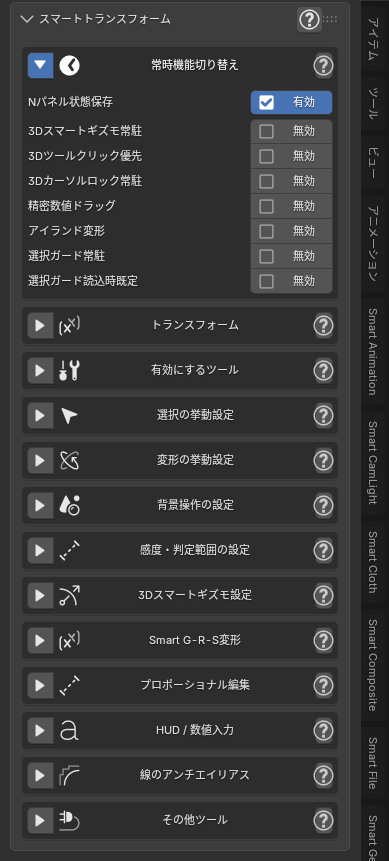 スマートトランスフォーム
常時機能切り替え
Nパネル状態保存 有効
3Dスマートギズモ常駐 無効
3Dツールクリック優先 無効
3Dカーソルロック常駐 無効
精密数値ドラッグ 無効
アイランド変形 無効
選択ガード常駐 無効
選択ガード読込時既定 無効
トランスフォーム
有効にするツール
選択の挙動設定
変形の挙動設定
背景操作の設定
感度・判定範囲の設定
3Dスマートギズモ設定
Smart G-R-S変形
プロポーショナル編集
HUD / 数値入力
線のアンチエイリアス
その他ツール
アイテム
ツール
ビュー
アニメーション
Smart Animation
Smart CamLight
Smart Cloth
Smart Composite
Smart File
Smart Ge